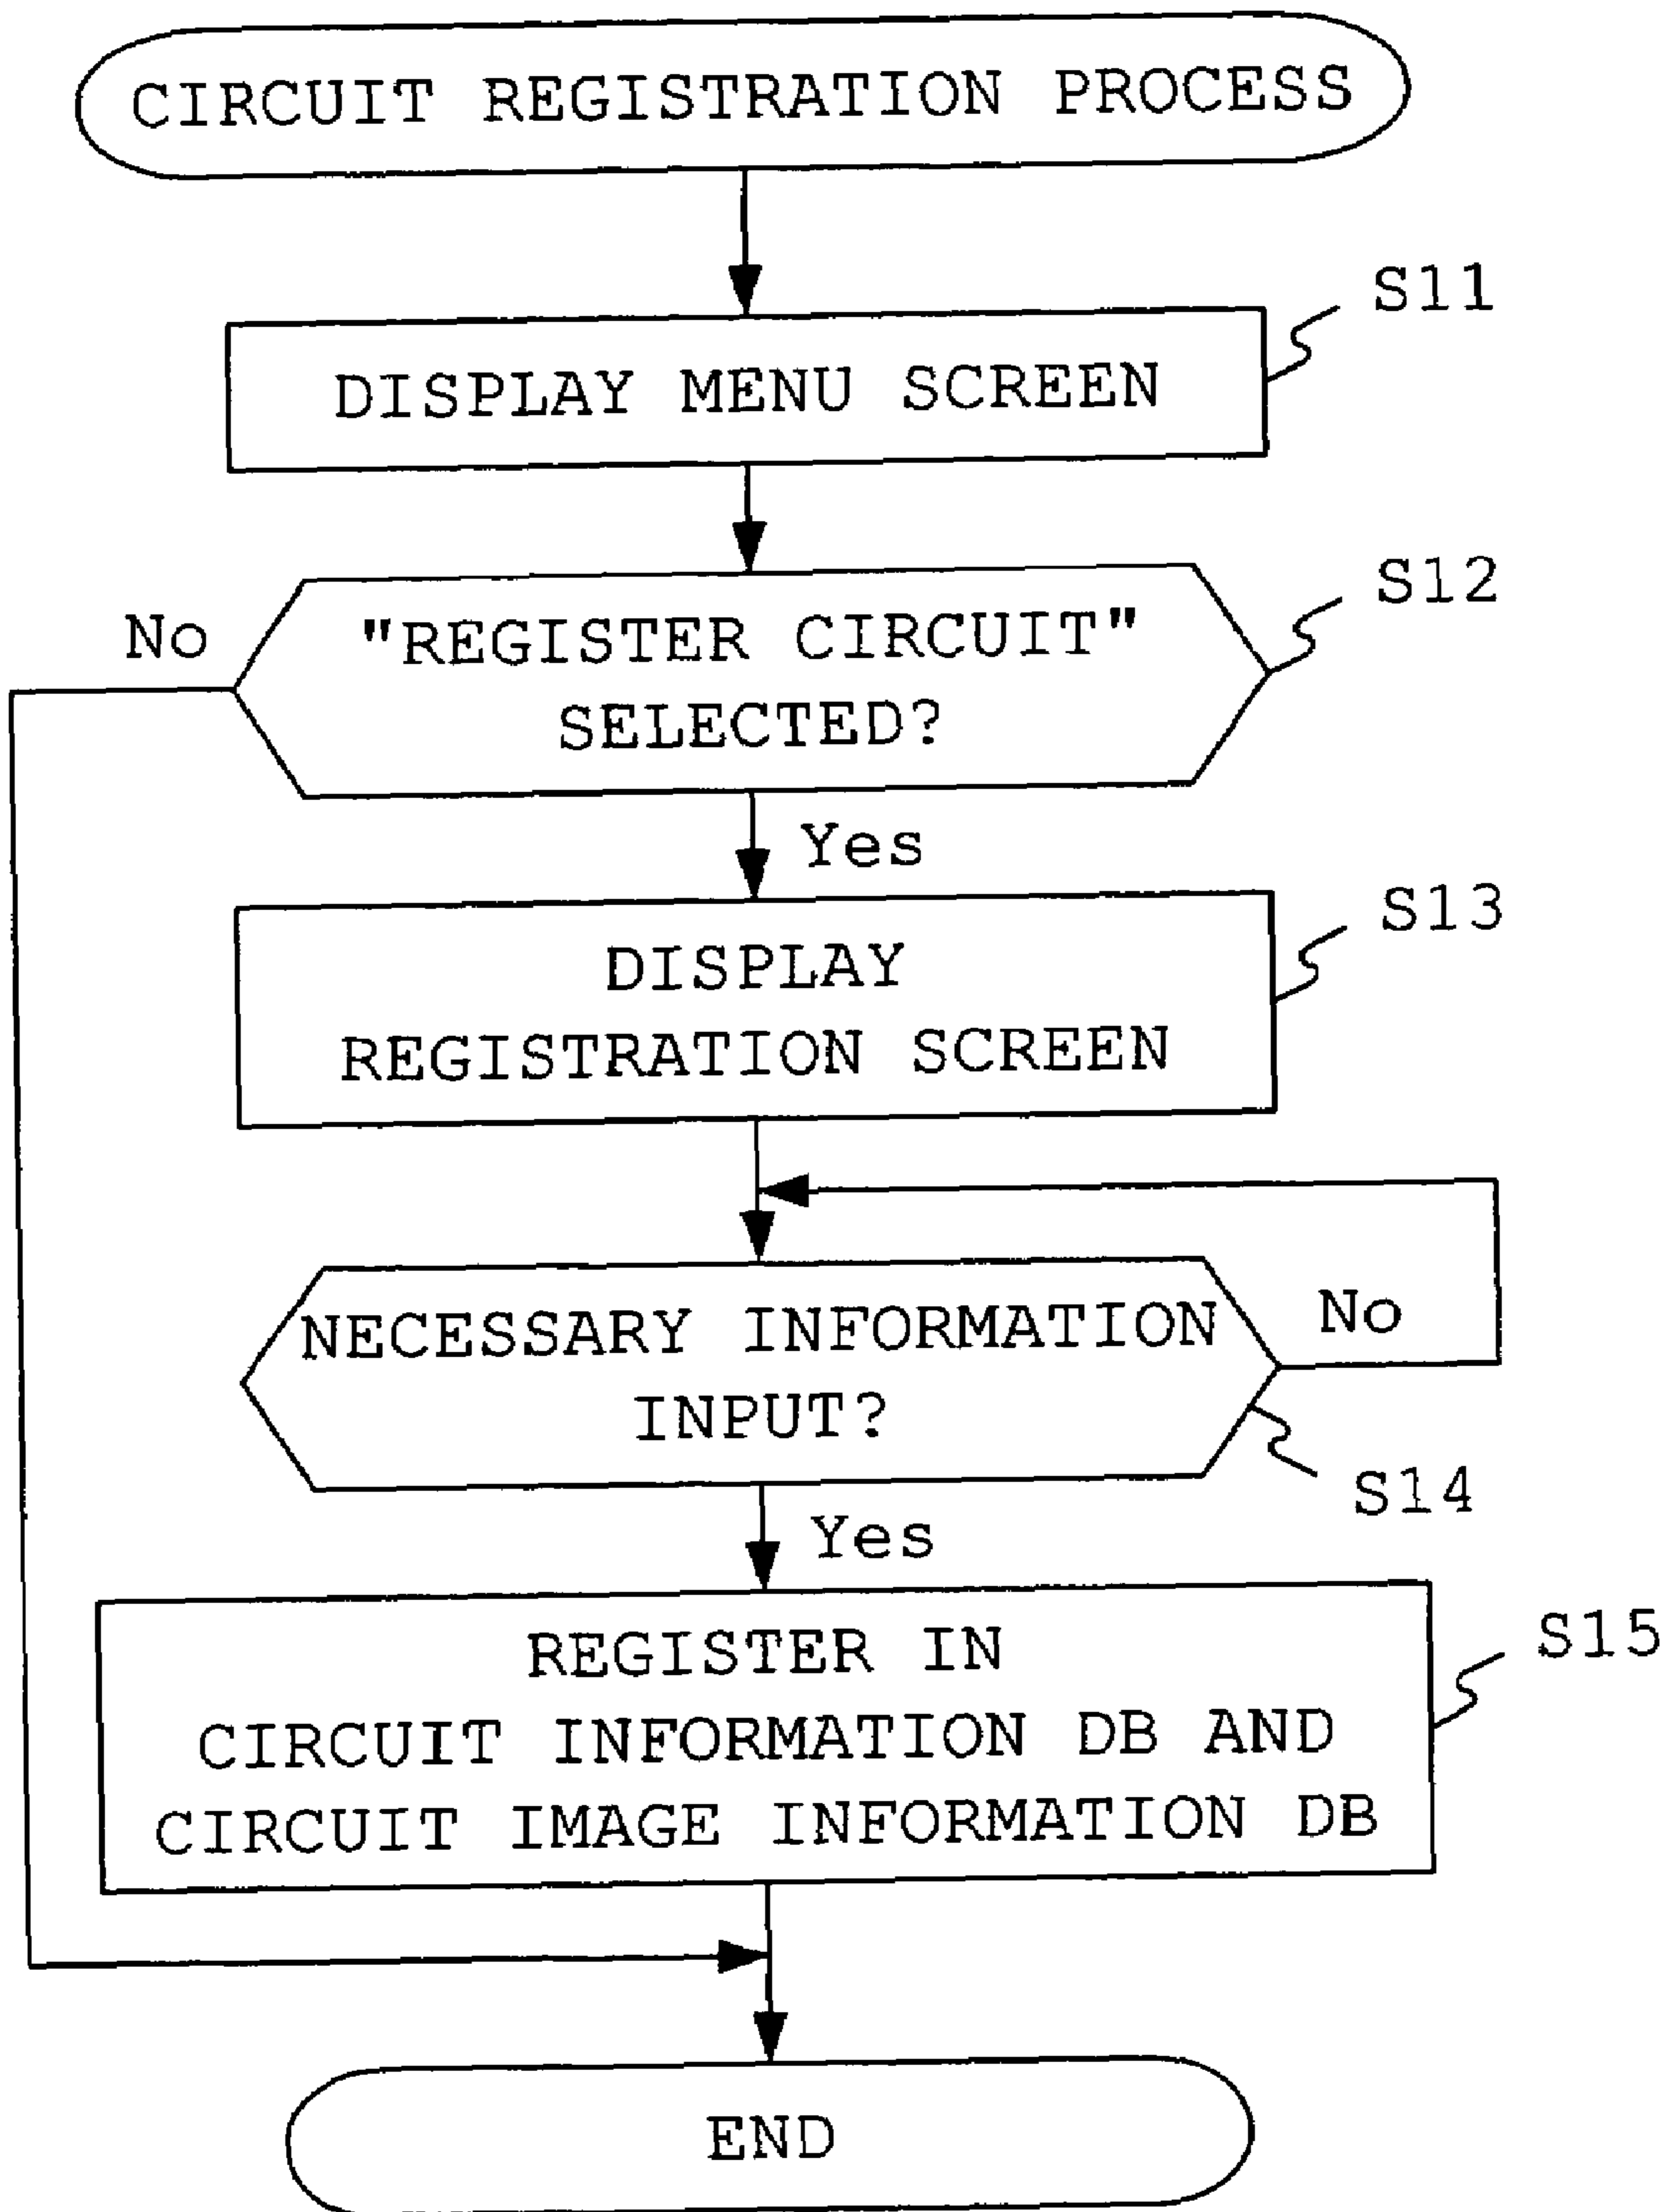 CIRCUIT REGISTRATION PROCESS
S11
DISPLAY MENU SCREEN
S12
No
"REGISTER CIRCUIT"
SELECTED?
Yes
S13
DISPLAY
REGISTRATION SCREEN
NECESSARY INFORMATION
INPUT?
No
S14
Yes
S15
REGISTER IN
CIRCUIT INFORMATION DB AND
CIRCUIT IMAGE INFORMATION DB
END